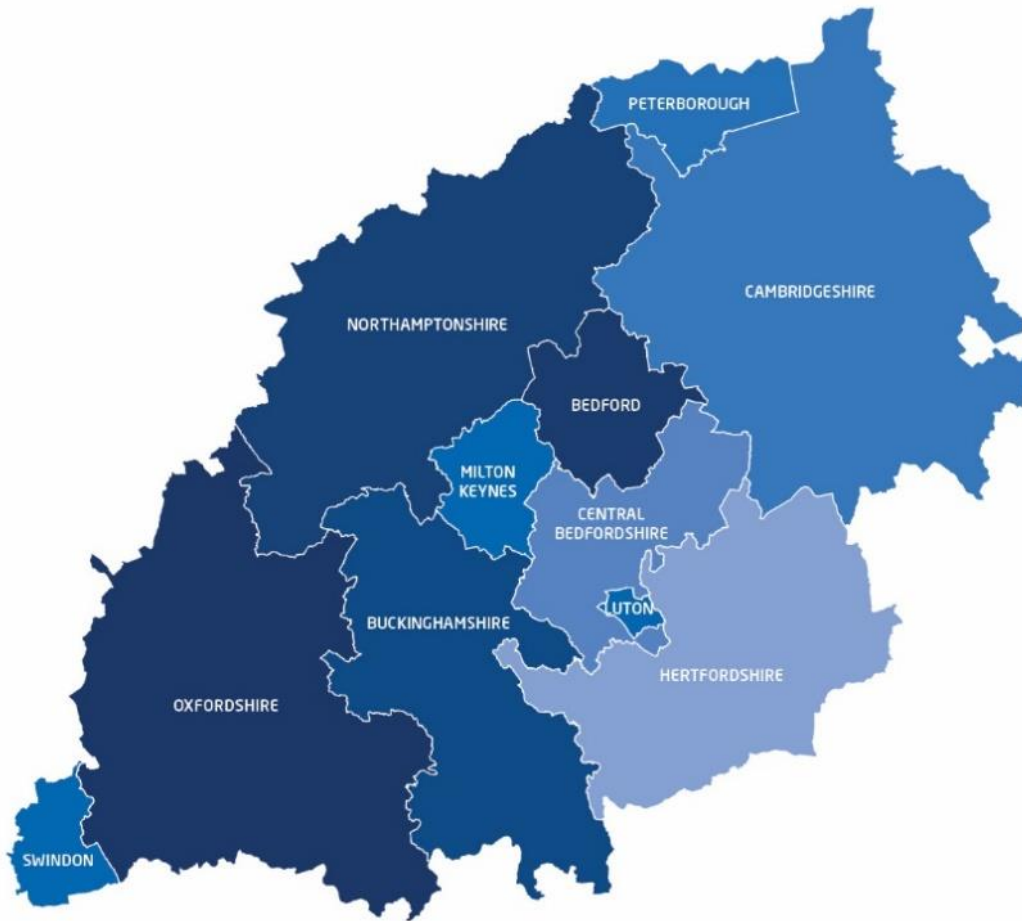 PETERBOROUGH
CAMBRIDGESHIRE
NORTHAMPTONSHIRE
BEDFORD
MILTON
KEYNES
CENTRAL
BEDFORDSHIRE
LUTON
BUCKINGHAMSHIRE
HERTFORDSHIRE
OXFORDSHIRE
SWINDON